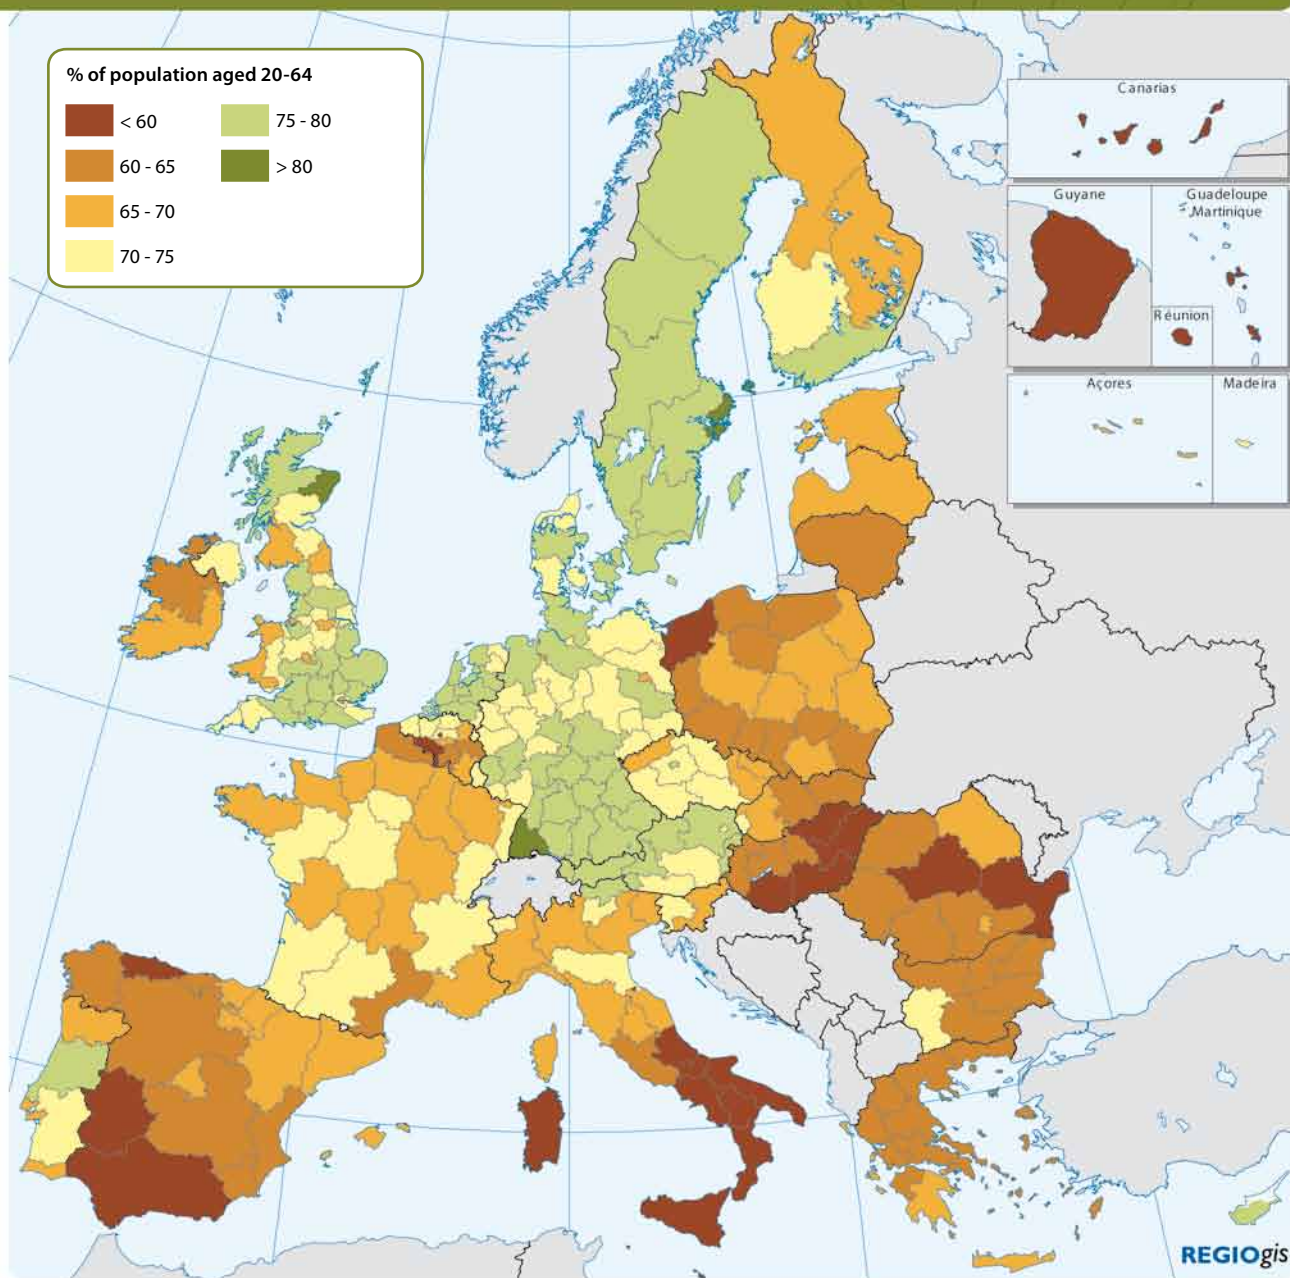 % of population aged 20-64
< 60
60 - 65
65 - 70
70 - 75
75 - 80
> 80
Canarias
Guyane
Guadeloupe
Martinique
Réunion
Açores
Madeira
REGIOgis